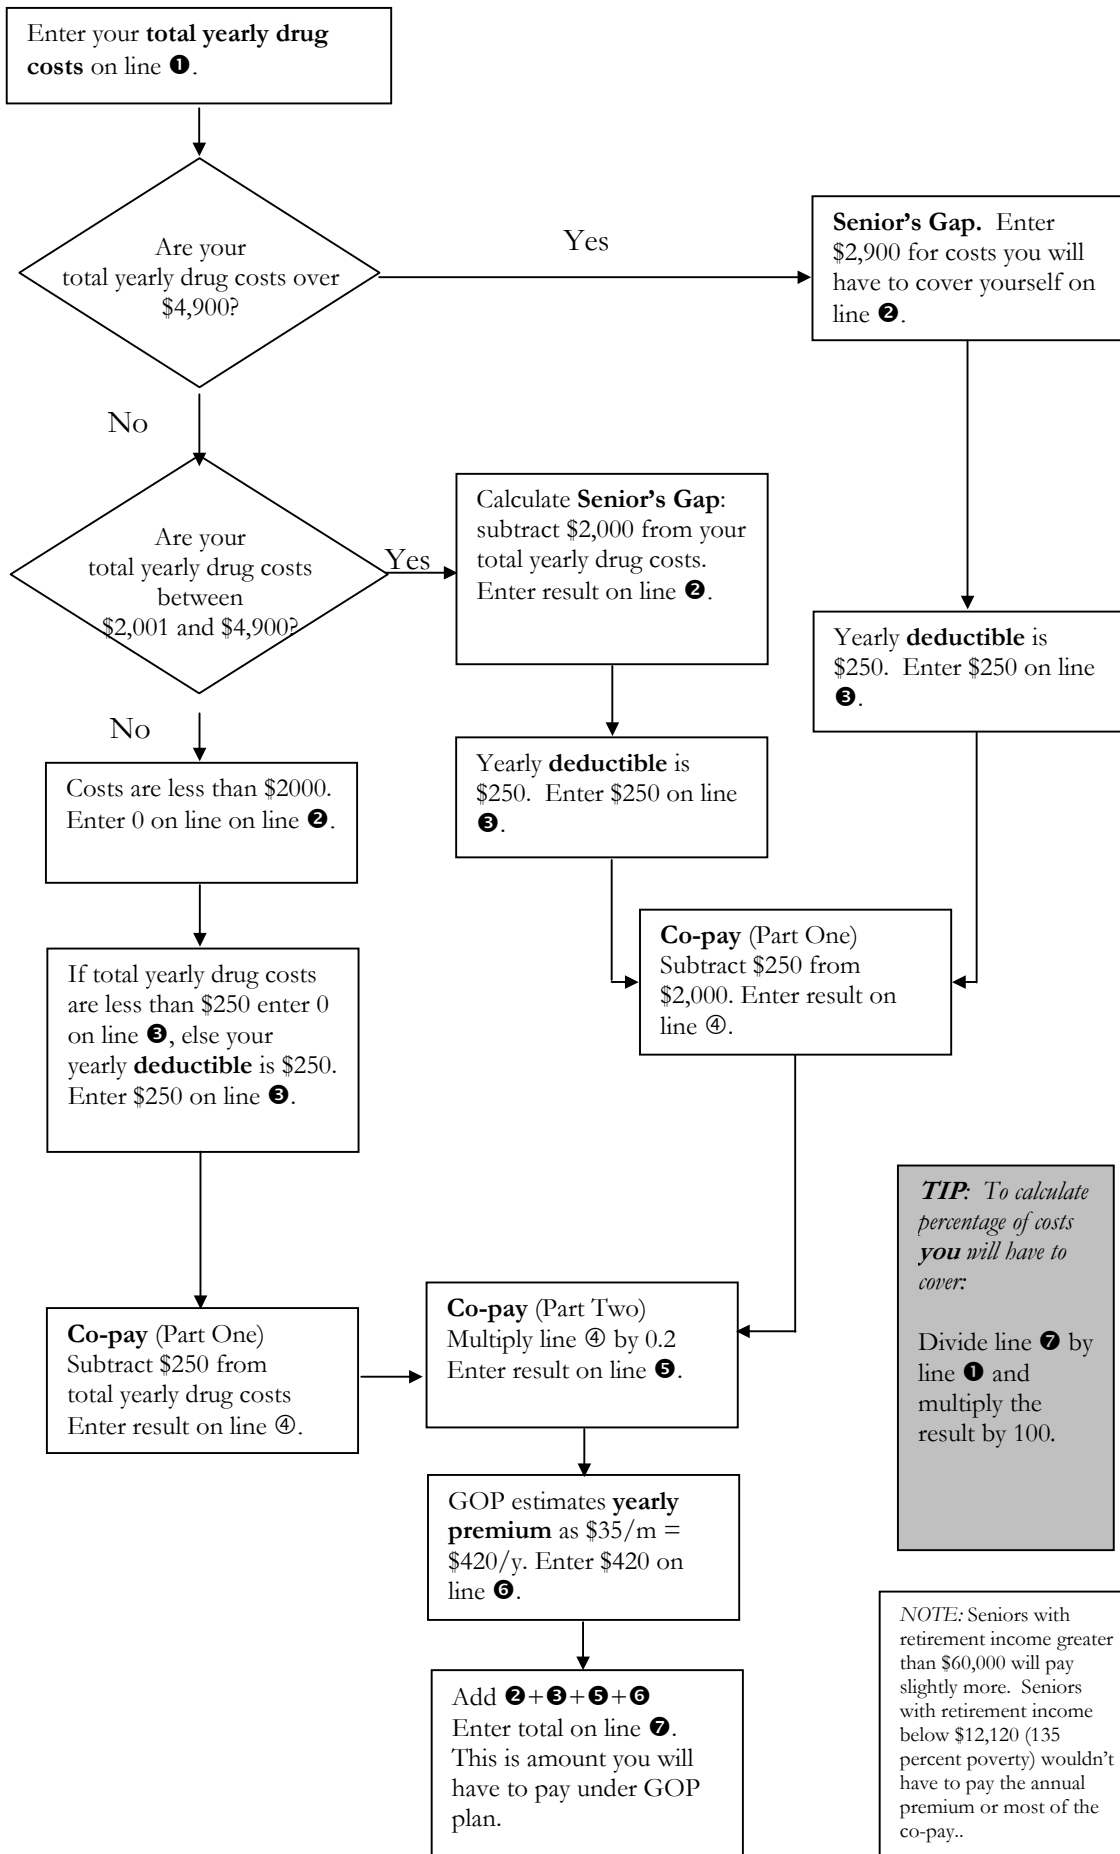 Enter your total yearly drug
costs on line ❶.
Are your
total yearly drug costs over
$4,900?
Yes
Senior's Gap.  Enter
$2,900 for costs you will
have to cover yourself on
line ❷.
No
Are your
total yearly drug costs
between
$2,001 and $4,900?
Yes
Calculate Senior's Gap:
subtract $2,000 from your
total yearly drug costs.
Enter result on line ❷.
Yearly deductible is
$250.  Enter $250 on line
❸.
No
Costs are less than $2000.
Enter 0 on line on line ❷.
Yearly deductible is
$250.  Enter $250 on line
❸.
If total yearly drug costs
are less than $250 enter 0
on line ❸, else your
yearly deductible is $250.
Enter $250 on line ❸.
Co-pay (Part One)
Subtract $250 from
$2,000. Enter result on
line ④.
TIP:  To calculate
percentage of costs
you will have to
cover:
Divide line ❼ by
line ❶ and
multiply the
result by 100.
Co-pay (Part One)
Subtract $250 from
total yearly drug costs
Enter result on line ④.
Co-pay (Part Two)
Multiply line ④ by 0.2
Enter result on line ❺.
GOP estimates yearly
premium as $35/m =
$420/y. Enter $420 on
line ❻.
Add ❷+❸+❺+❻
Enter total on line ❼.
This is amount you will
have to pay under GOP
plan.
NOTE: Seniors with
retirement income greater
than $60,000 will pay
slightly more.  Seniors
with retirement income
below $12,120 (135
percent poverty) wouldn't
have to pay the annual
premium or most of the
co-pay..